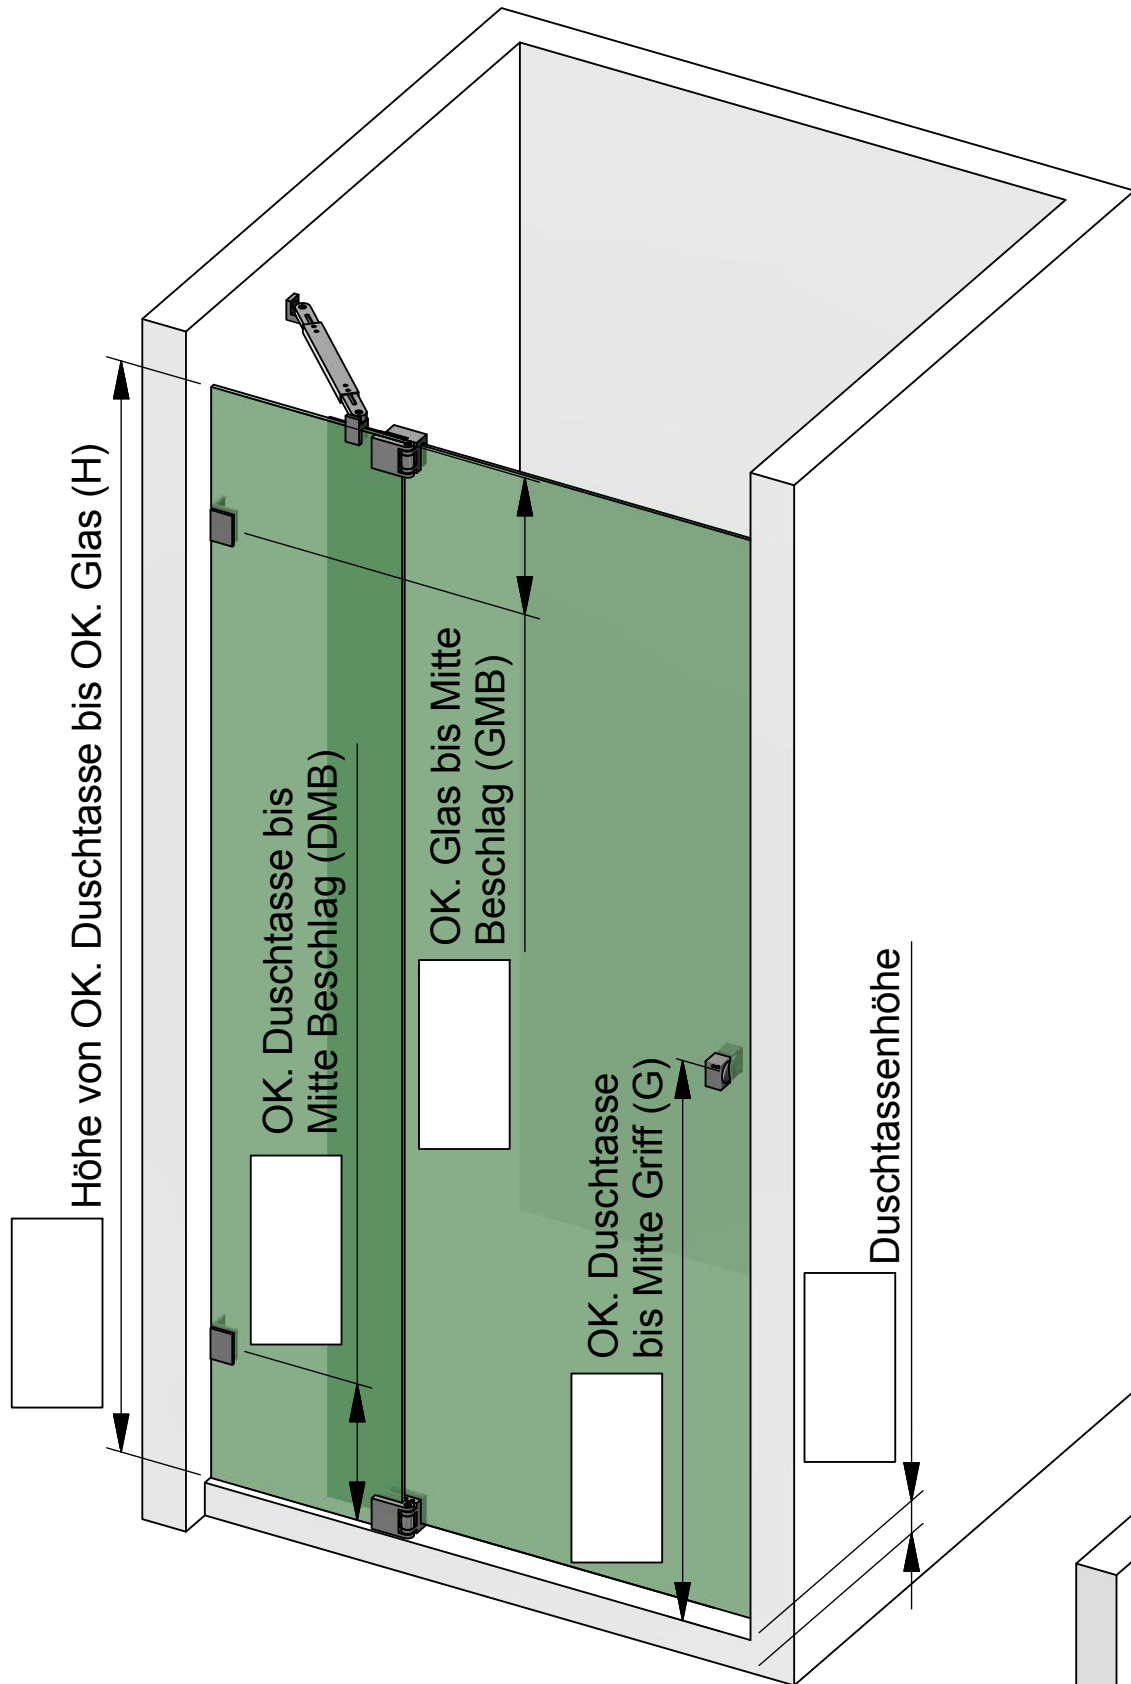 Höhe von OK. Duschtasse bis OK. Glas (H)
OK. Duschtasse bis
Mitte Beschlag (DMB)
OK. Glas bis Mitte
Beschlag (GMB)
OK. Duschtasse
bis Mitte Griff (G)
Duschtassenhöhe